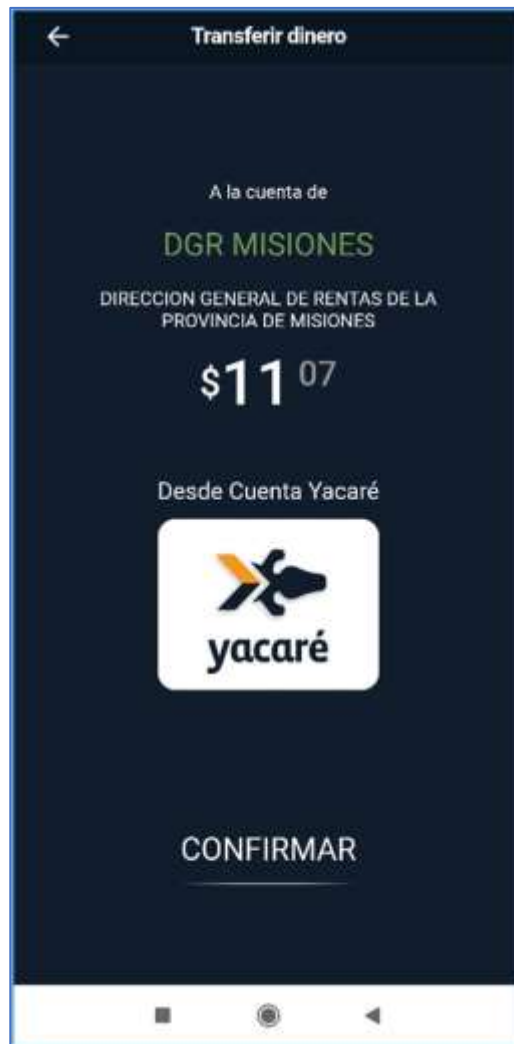 Transferir dinero
A la cuenta de
DGR MISIONES
DIRECCION GENERAL DE RENTAS DE LA
PROVINCIA DE MISIONES
$11 07
Desde Cuenta Yacaré
yacaré
CONFIRMAR